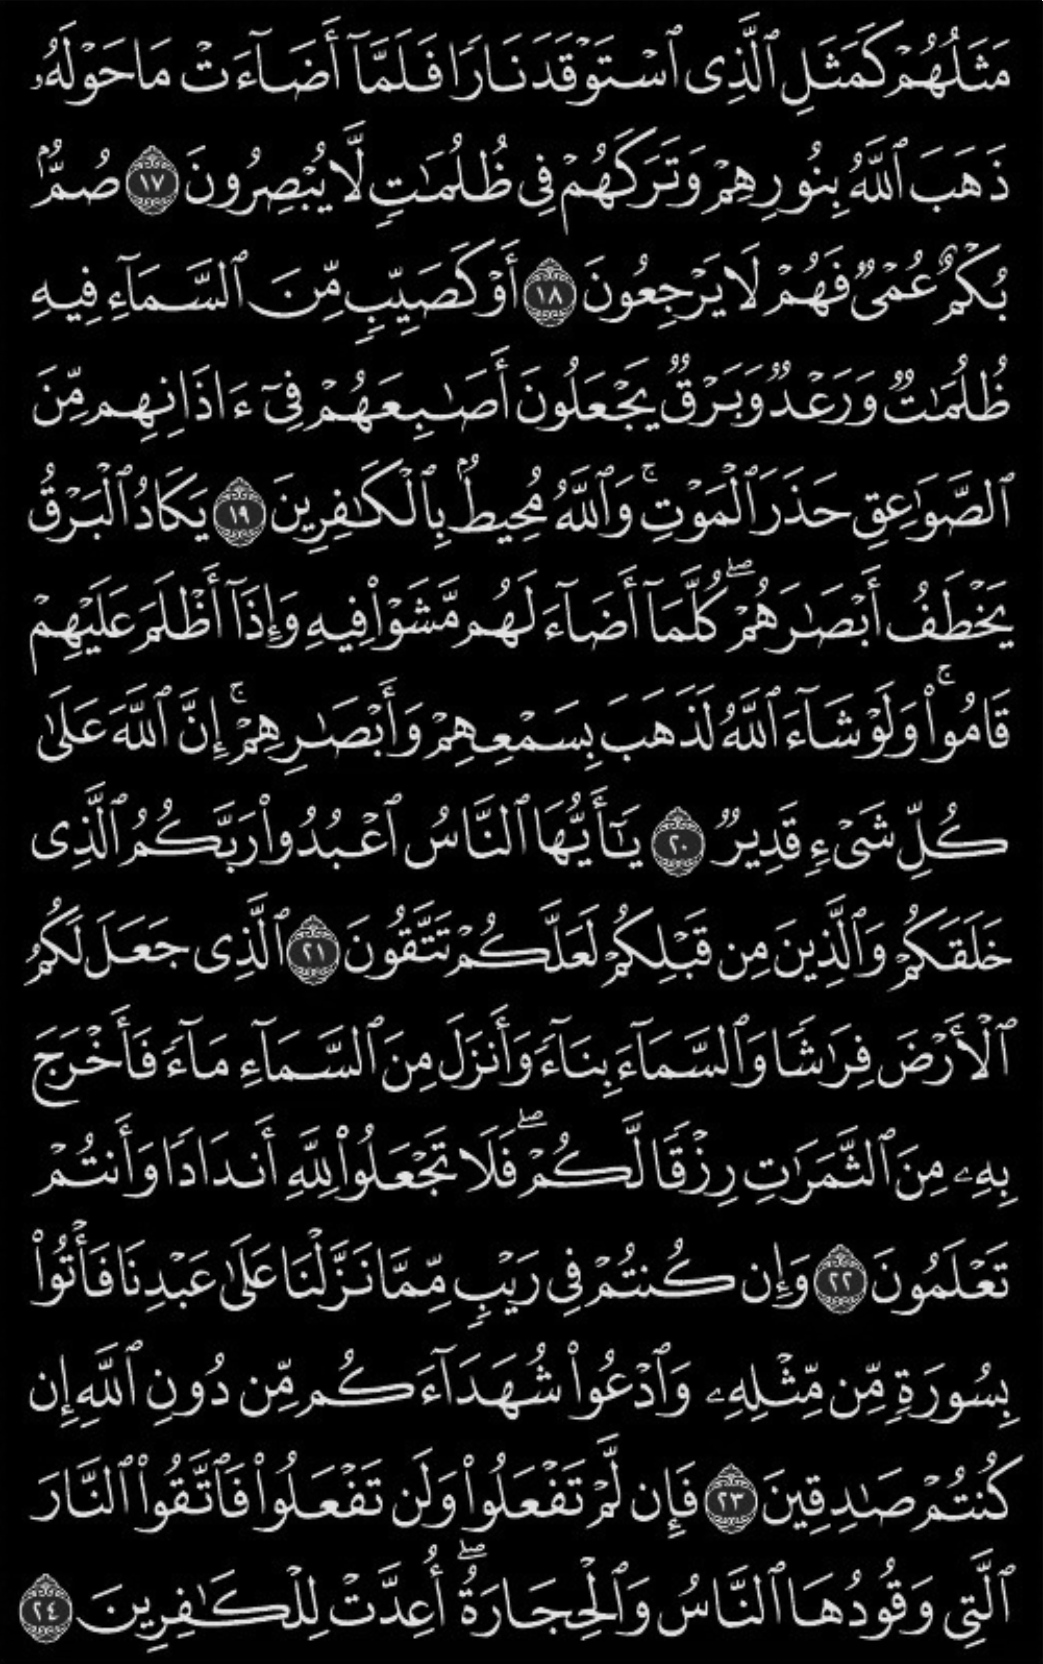 مَثَلُهُمْ كَمَثَلِ ٱلَّذِى ٱسْتَوْقَدَ نَارًا فَلَمَّآ أَضَآءَتْ مَا حَوْلَهُۥ
ذَهَبَ ٱللَّهُ بِنُورِهِمْ وَتَرَكَهُمْ فِى ظُلُمَٰتٍ لَّا يُبْصِرُونَ ١٧ صُمٌّۢ
بُكْمٌ عُمْىٌ فَهُمْ لَا يَرْجِعُونَ ١٨ أَوْ كَصَيِّبٍ مِّنَ ٱلسَّمَآءِ فِيهِ
ظُلُمَٰتٌ وَرَعْدٌ وَبَرْقٌ يَجْعَلُونَ أَصَٰبِعَهُمْ فِىٓ ءَاذَانِهِم مِّنَ
ٱلصَّوَٰعِقِ حَذَرَ ٱلْمَوْتِ ۚ وَٱللَّهُ مُحِيطٌۢ بِٱلْكَٰفِرِينَ ١٩ يَكَادُ ٱلْبَرْقُ
يَخْطَفُ أَبْصَٰرَهُمْ ۖ كُلَّمَآ أَضَآءَ لَهُم مَّشَوْا۟ فِيهِ وَإِذَآ أَظْلَمَ عَلَيْهِمْ
قَامُوا۟ ۚ وَلَوْ شَآءَ ٱللَّهُ لَذَهَبَ بِسَمْعِهِمْ وَأَبْصَٰرِهِمْ ۚ إِنَّ ٱللَّهَ عَلَىٰ
كُلِّ شَىْءٍ قَدِيرٌ ٢٠ يَٰٓأَيُّهَا ٱلنَّاسُ ٱعْبُدُوا۟ رَبَّكُمُ ٱلَّذِى
خَلَقَكُمْ وَٱلَّذِينَ مِن قَبْلِكُمْ لَعَلَّكُمْ تَتَّقُونَ ٢١ ٱلَّذِى جَعَلَ لَكُمُ
ٱلْأَرْضَ فِرَٰشًا وَٱلسَّمَآءَ بِنَآءً وَأَنزَلَ مِنَ ٱلسَّمَآءِ مَآءً فَأَخْرَجَ
بِهِۦ مِنَ ٱلثَّمَرَٰتِ رِزْقًا لَّكُمْ ۖ فَلَا تَجْعَلُوا۟ لِلَّهِ أَندَادًا وَأَنتُمْ
تَعْلَمُونَ ٢٢ وَإِن كُنتُمْ فِى رَيْبٍ مِّمَّا نَزَّلْنَا عَلَىٰ عَبْدِنَا فَأْتُوا۟
بِسُورَةٍ مِّن مِّثْلِهِۦ وَٱدْعُوا۟ شُهَدَآءَكُم مِّن دُونِ ٱللَّهِ إِن
كُنتُمْ صَٰدِقِينَ ٢٣ فَإِن لَّمْ تَفْعَلُوا۟ وَلَن تَفْعَلُوا۟ فَٱتَّقُوا۟ ٱلنَّارَ
ٱلَّتِى وَقُودُهَا ٱلنَّاسُ وَٱلْحِجَارَةُ ۖ أُعِدَّتْ لِلْكَٰفِرِينَ ٢٤